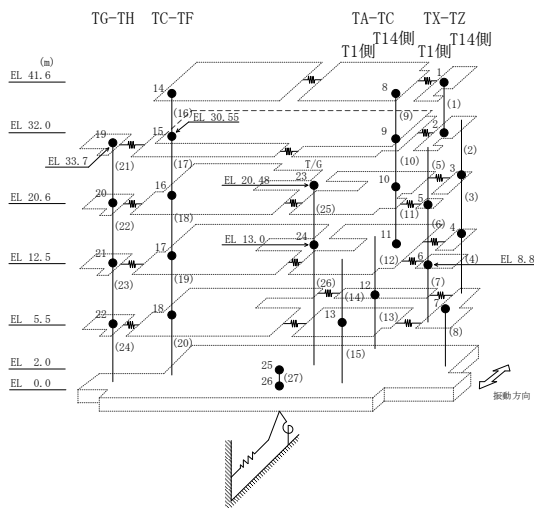 TG-TH TC-TF TA-TC TX-TZ
T1側 T14側 T1側 T14側
(m)
EL 41.6
14 8 1
(16) (9) (1)
EL 30.55
EL 32.0
19 15 9 2
EL 33.7
(21) (17) (10) (2)
T/G
EL 20.6
20 16 EL 20.48 23 10 (5) 3
(22) (18) (25) (11) 5 (3)
EL 12.5
21 17 EL 13.0 24 11 (6) 4
(23) (19) (12) 6 (4) EL 8.8
(26) (14) 12 (7)
EL 5.5
22 18 13 (13) 7
(24) (20) (15) (8)
EL 2.0
25
EL 0.0
26 (27)
振動方向